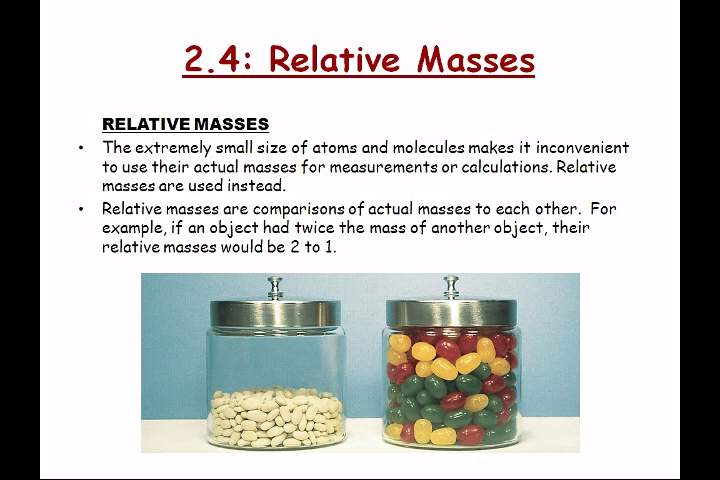 2.4: Relative Masses
RELATIVE MASSES
• The extremely small size of atoms and molecules makes it inconvenient
to use their actual masses for measurements or calculations. Relative
masses are used instead.
• Relative masses are comparisons of actual masses to each other.  For
example, if an object had twice the mass of another object, their
relative masses would be 2 to 1.